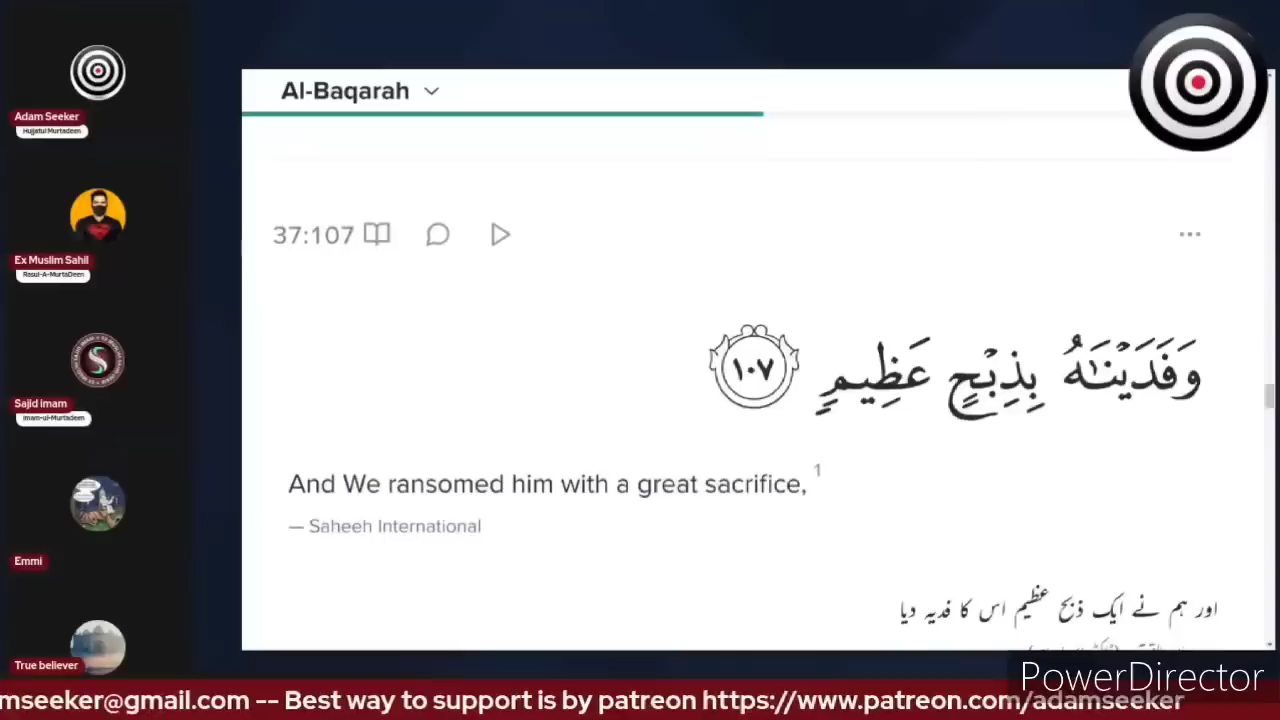 Adam Seeker
Hujjatul Murtadeen
Ex Muslim Sahil
Rasul-A-MurtaDeen
Sajid imam
imam-ul-Murtadeen
Emmi
True believer
Al-Baqarah
37:107
وَفَدَيْنَـٰهُ بِذِبْحٍ عَظِيمٍۢ ١٠٧
And We ransomed him with a great sacrifice,1
— Saheeh International
اور ہم نے ایک ذبح عظیم اس کا فدیہ دیا
PowerDirector
mseeker@gmail.com -- Best way to support is by patreon https://www.patreon.com/adamseeker